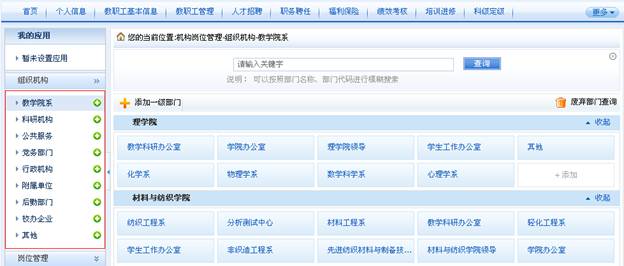 首页 个人信息 教职工基本信息 教职工管理 人才招聘 职务聘任 福利保险 绩效考核 培训进修 科级定级 更多
我的应用
暂未设置应用
组织机构
教学院系
科研机构
公共服务
党务部门
行政机构
附属单位
后勤部门
校办企业
其他
岗位管理
您的当前位置:机构岗位管理-组织机构-教学院系
请输入关键字 查询
说明： 可以按照部门名称、部门代码进行模糊搜索
添加一级部门 废弃部门查询
理学院 收起
教学科研办公室 学院办公室 理学院领导 学生工作办公室 其他
化学系 物理学系 数学科学系 心理学系 +添加
材料与纺织学院 收起
纺织工程系 分析测试中心 材料工程系 教学科研办公室 轻化工程系
学生工作办公室 非织造工程系 先进纺织材料与制备技... 材料与纺织学院领导 学院办公室